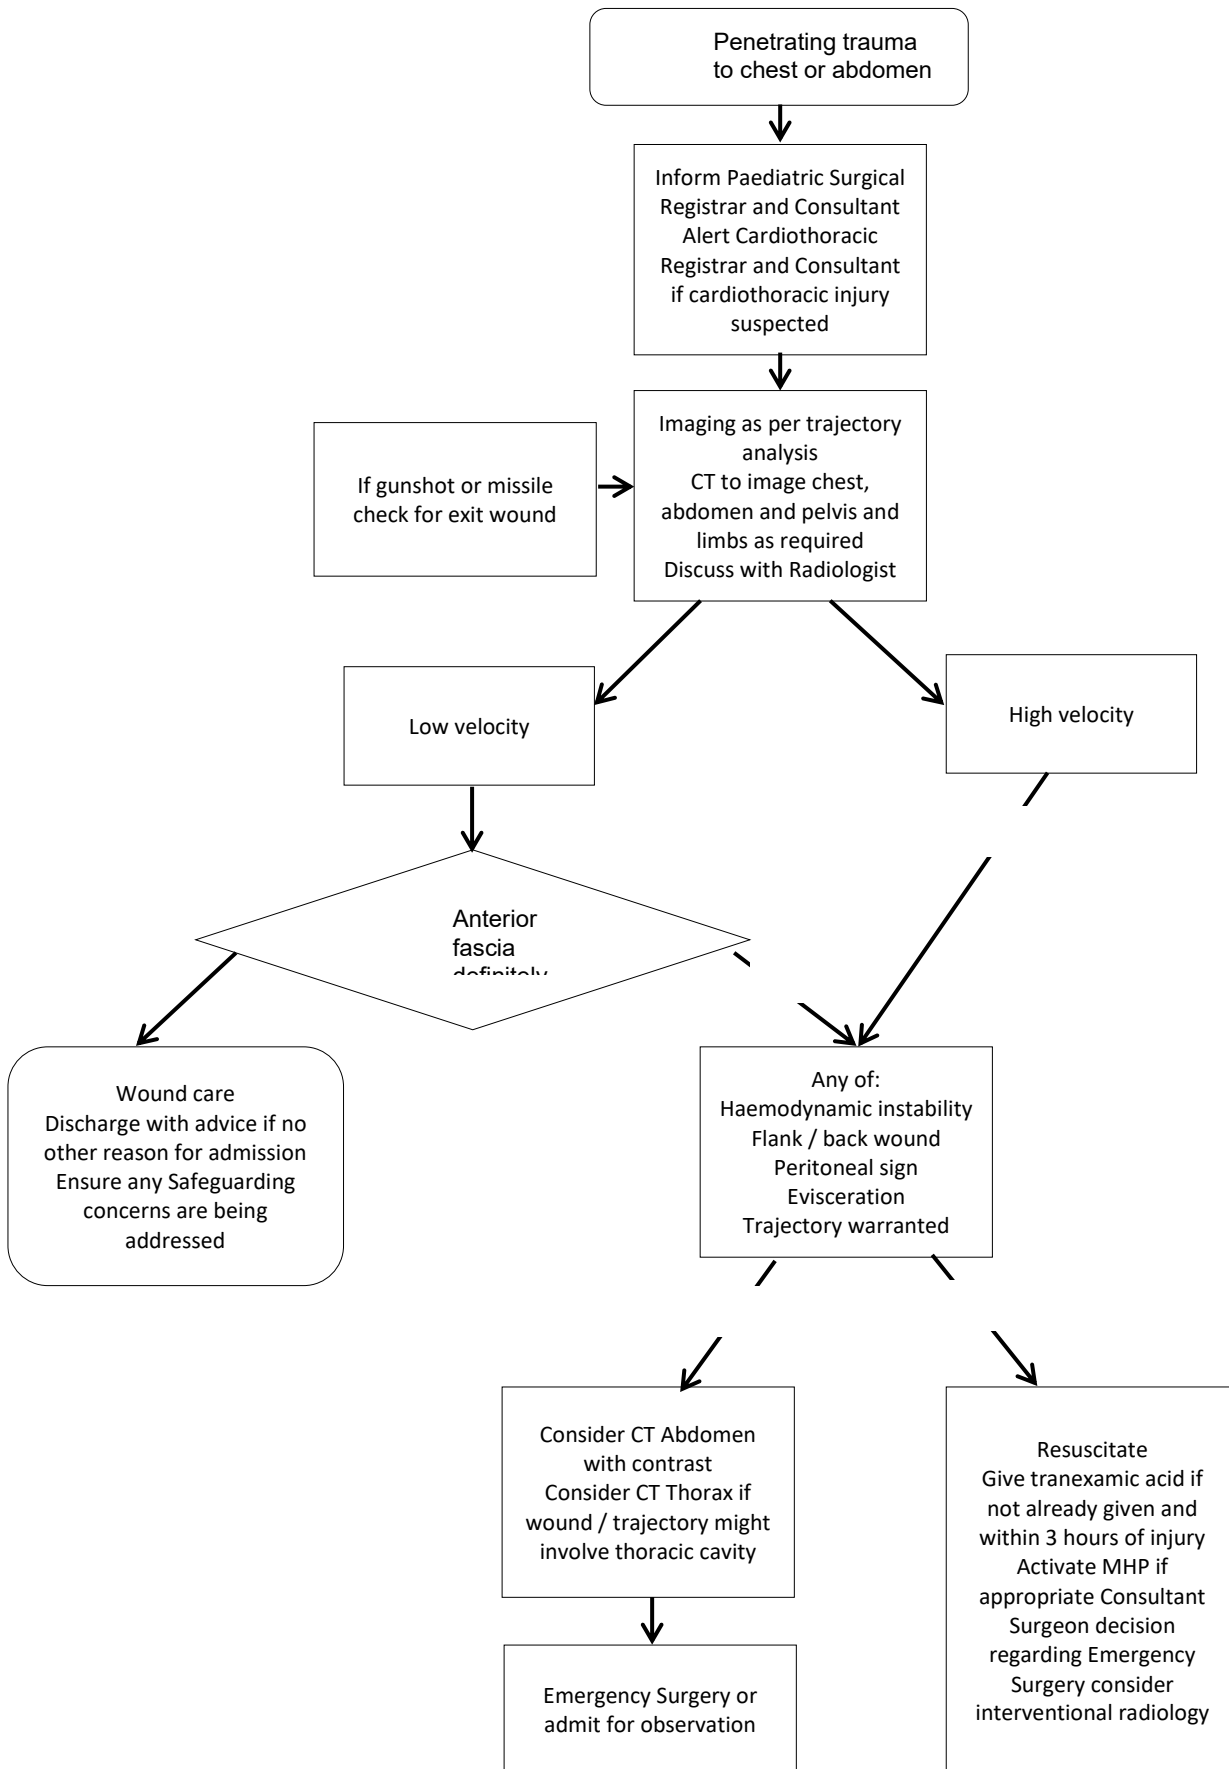 Penetrating trauma
to chest or abdomen
Inform Paediatric Surgical
Registrar and Consultant
Alert Cardiothoracic
Registrar and Consultant
if cardiothoracic injury
suspected
If gunshot or missile
check for exit wound
Imaging as per trajectory
analysis
CT to image chest,
abdomen and pelvis and
limbs as required
Discuss with Radiologist
Low velocity
High velocity
Anterior
fascia
definitely
Wound care
Discharge with advice if no
other reason for admission
Ensure any Safeguarding
concerns are being
addressed
Any of:
Haemodynamic instability
Flank / back wound
Peritoneal sign
Evisceration
Trajectory warranted
Consider CT Abdomen
with contrast
Consider CT Thorax if
wound / trajectory might
involve thoracic cavity
Resuscitate
Give tranexamic acid if
not already given and
within 3 hours of injury
Activate MHP if
appropriate Consultant
Surgeon decision
regarding Emergency
Surgery consider
interventional radiology
Emergency Surgery or
admit for observation